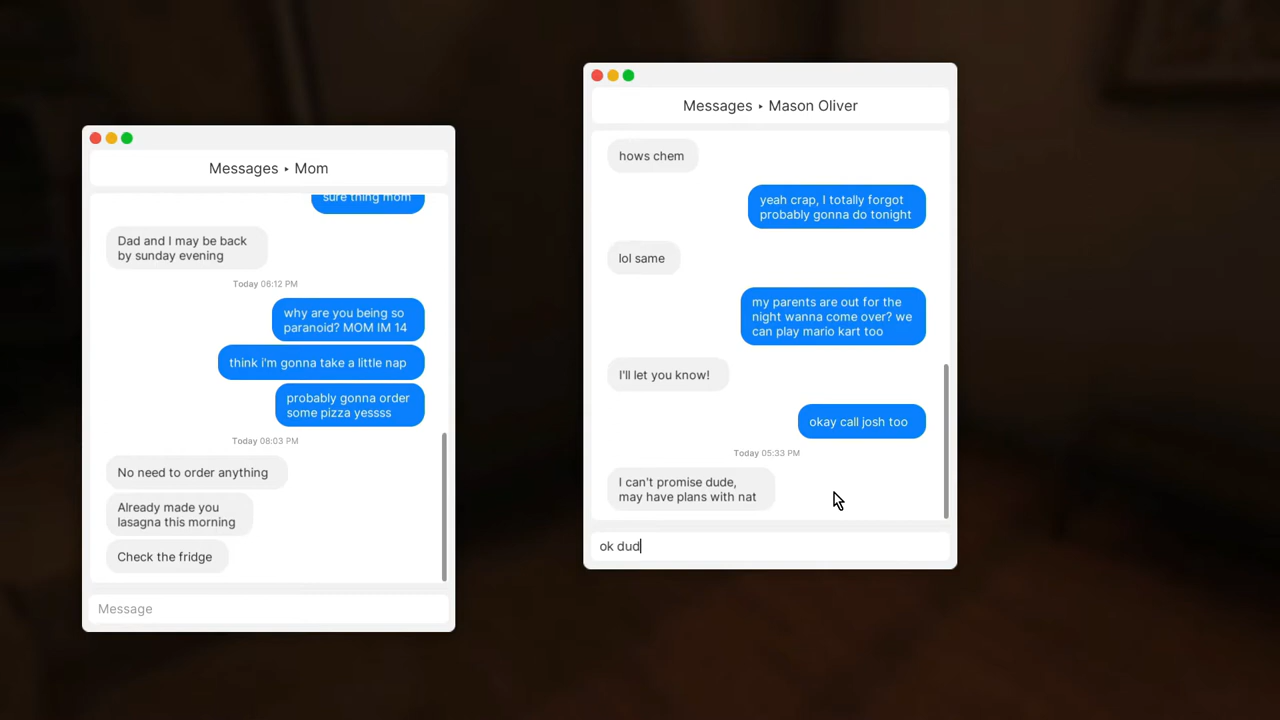 Messages ‣ Mom
sure thing mom
Dad and I may be back
by sunday evening
Today 06:12 PM
why are you being so
paranoid? MOM IM 14
think i'm gonna take a little nap
probably gonna order
some pizza yessss
Today 08:03 PM
No need to order anything
Already made you
lasagna this morning
Check the fridge
Message
Messages ‣ Mason Oliver
hows chem
yeah crap, I totally forgot
probably gonna do tonight
lol same
my parents are out for the
night wanna come over? we
can play mario kart too
I'll let you know!
okay call josh too
Today 05:33 PM
I can't promise dude,
may have plans with nat
ok dud